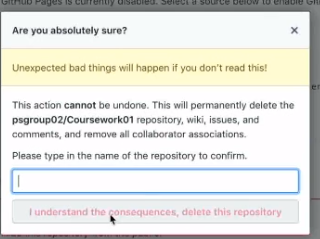 GitHub Pages is currently disabled. Select a source below to enable Git
Are you absolutely sure?
×
Unexpected bad things will happen if you don't read this!
This action cannot be undone. This will permanently delete the
psgroup02/Coursework01 repository, wiki, issues, and
comments, and remove all collaborator associations.
Please type in the name of the repository to confirm.
I understand the consequences, delete this repository